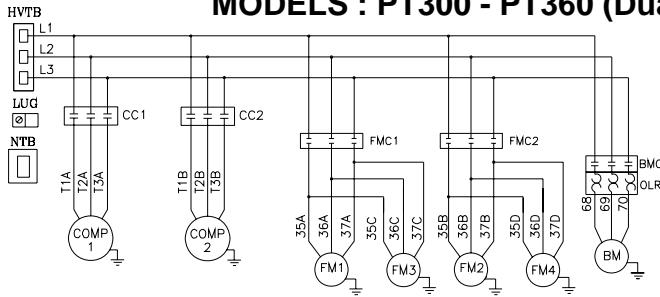 MODELS : PT300 - PT360 (Dua
HVTB
L1
L2
L3
LUG
NTB
CC1
CC2
FMC1
FMC2
BMC
OLR
T1A
T2A
T3A
T1B
T2B
T3B
35A
36A
37A
35C
36C
37C
35B
36B
37B
35D
36D
37D
68
69
70
COMP
1
COMP
2
FM1
FM3
FM2
FM4
BM